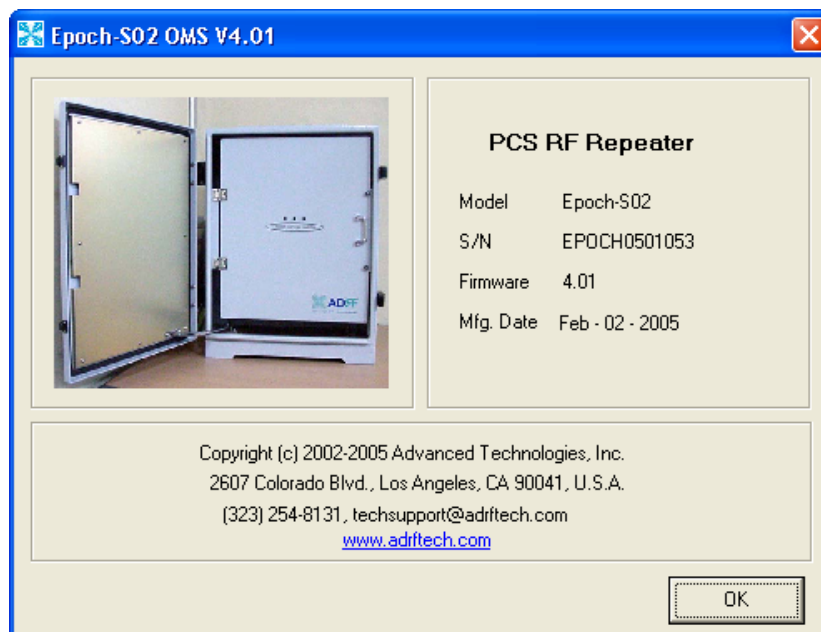 Epoch-S02 OMS V4.01
ADRF
PCS RF Repeater
Model Epoch-S02
S/N EPOCH0501053
Firmware 4.01
Mfg. Date Feb - 02 - 2005
Copyright (c) 2002-2005 Advanced Technologies, Inc.
2607 Colorado Blvd., Los Angeles, CA 90041, U.S.A.
(323) 254-8131, techsupport@adrftech.com
www.adrftech.com
OK